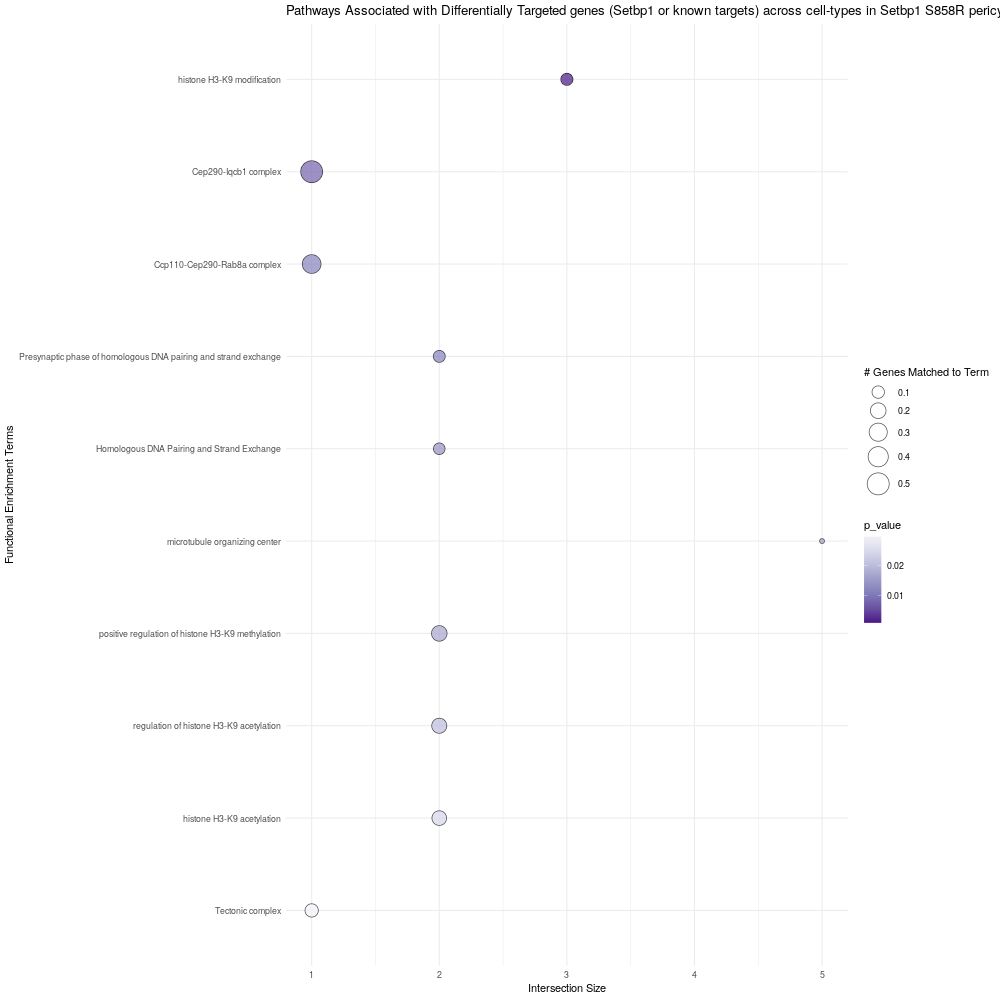 Pathways Associated with Differentially Targeted genes (Setbp1 or known targets) across cell-types in Setbp1 S858R
histone H3-K9 modification
Cep290-Iqcb1 complex
Ccp110-Cep290-Rab8a complex
Presynaptic phase of homologous DNA pairing and strand exchange
Homologous DNA Pairing and Strand Exchange
microtubule organizing center
positive regulation of histone H3-K9 methylation
regulation of histone H3-K9 acetylation
histone H3-K9 acetylation
Tectonic complex
Functional Enrichment Terms
1 2 3 4 5
Intersection Size
# Genes Matched to Term
0.1
0.2
0.3
0.4
0.5
p_value
0.02
0.01